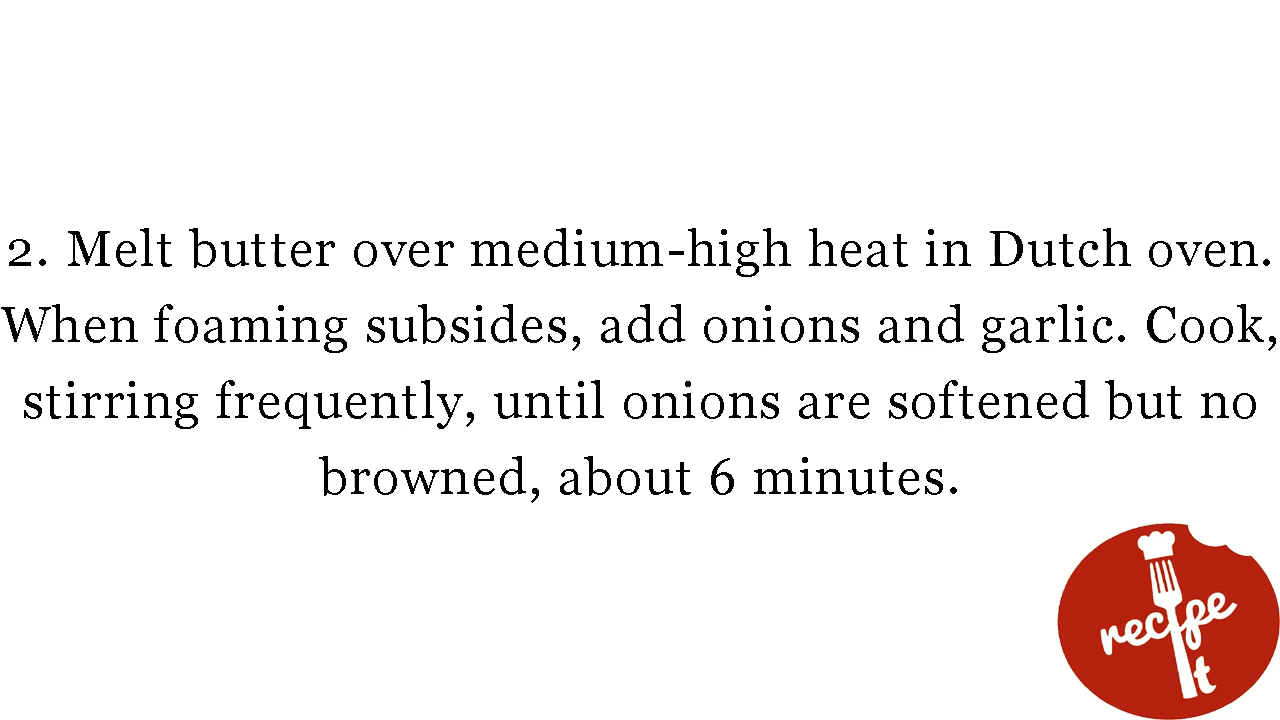 2. Melt butter over medium-high heat in Dutch oven.
When foaming subsides, add onions and garlic. Cook,
stirring frequently, until onions are softened but no
browned, about 6 minutes.
recipe
It